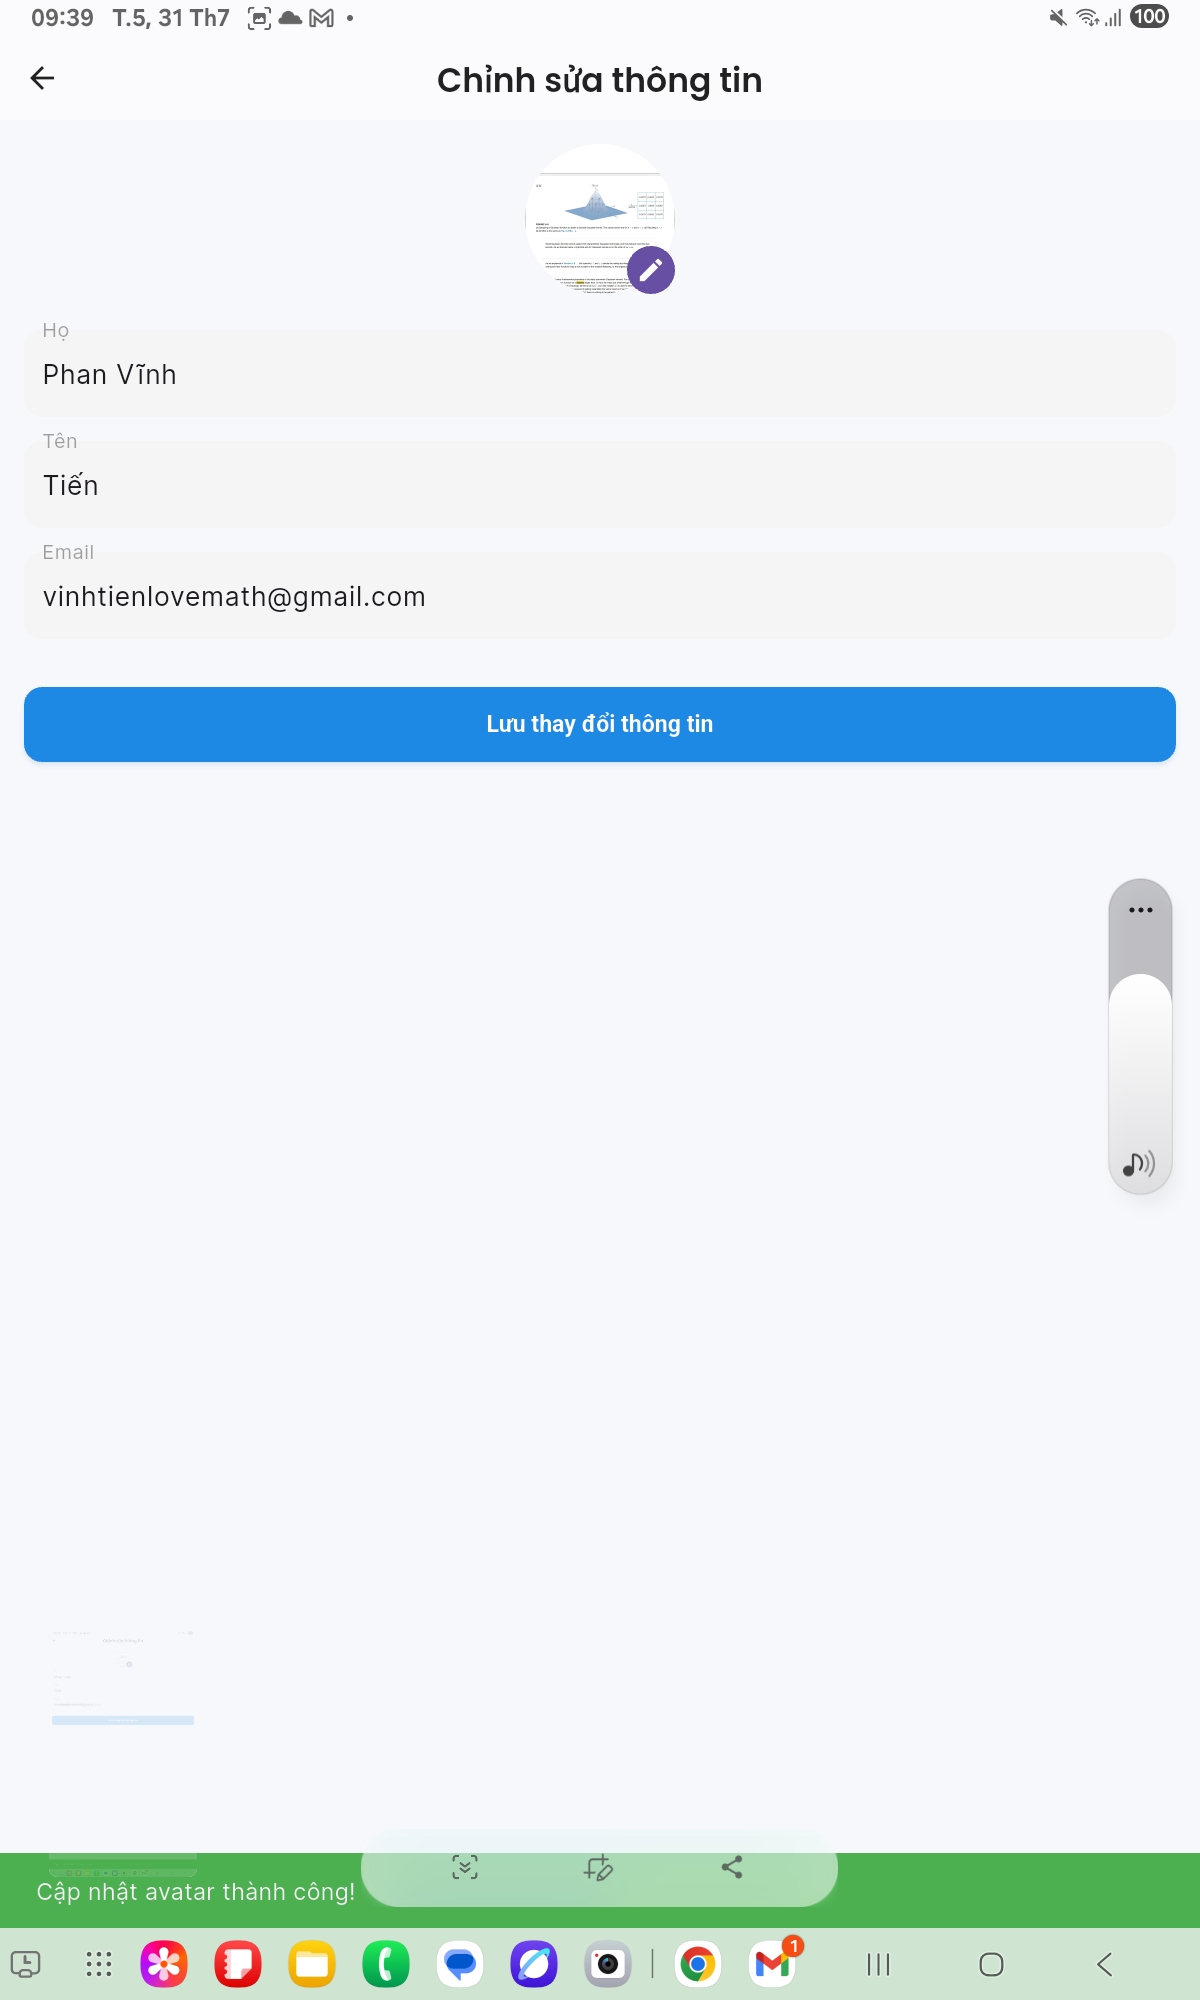 09:39 T.5, 31 Th7
100
Chỉnh sửa thông tin
Họ
Phan Vĩnh
Tên
Tiến
Email
vinhtienlovemath@gmail.com
Lưu thay đổi thông tin
Cập nhật avatar thành công!
1